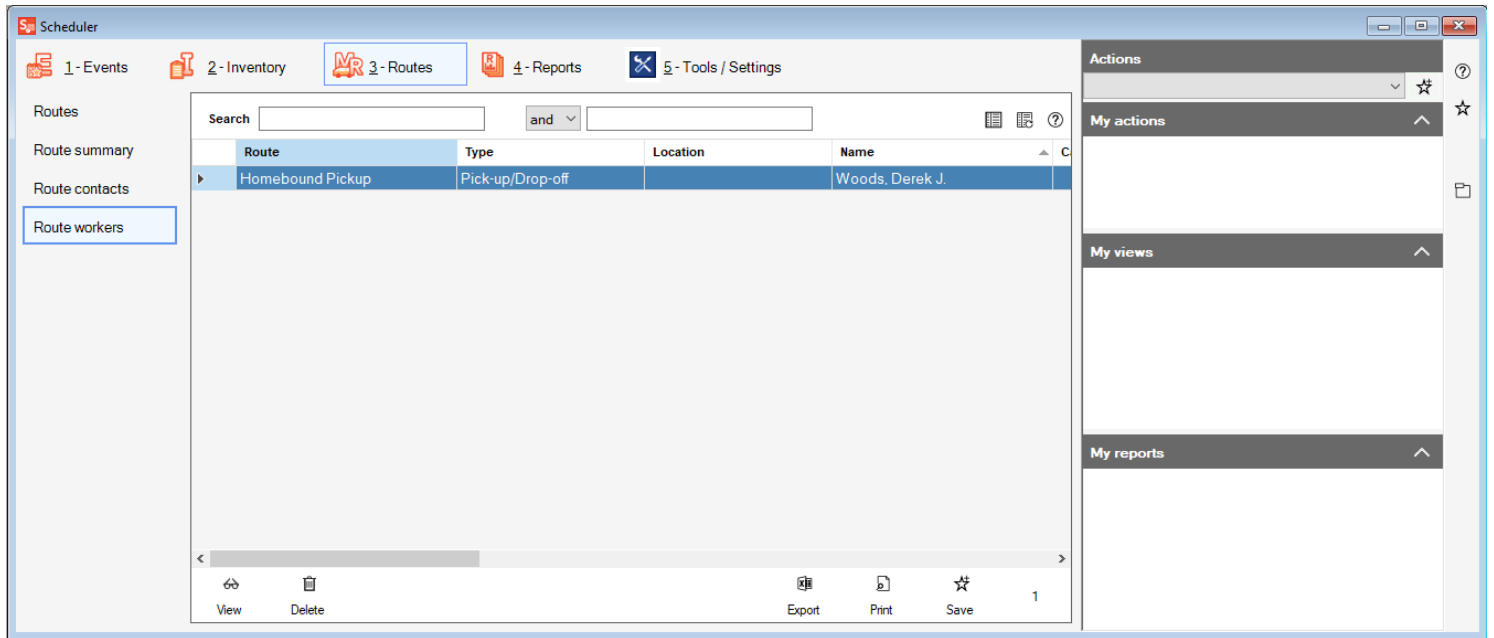 Scheduler
1 - Events
2 - Inventory
3 - Routes
4 - Reports
5 - Tools / Settings
Actions
Routes
Route summary
Route contacts
Route workers
Search
and
Route Type Location Name C
Homebound Pickup Pick-up/Drop-off Woods, Derek J.
My actions
My views
My reports
View
Delete
Export
Print
Save
1